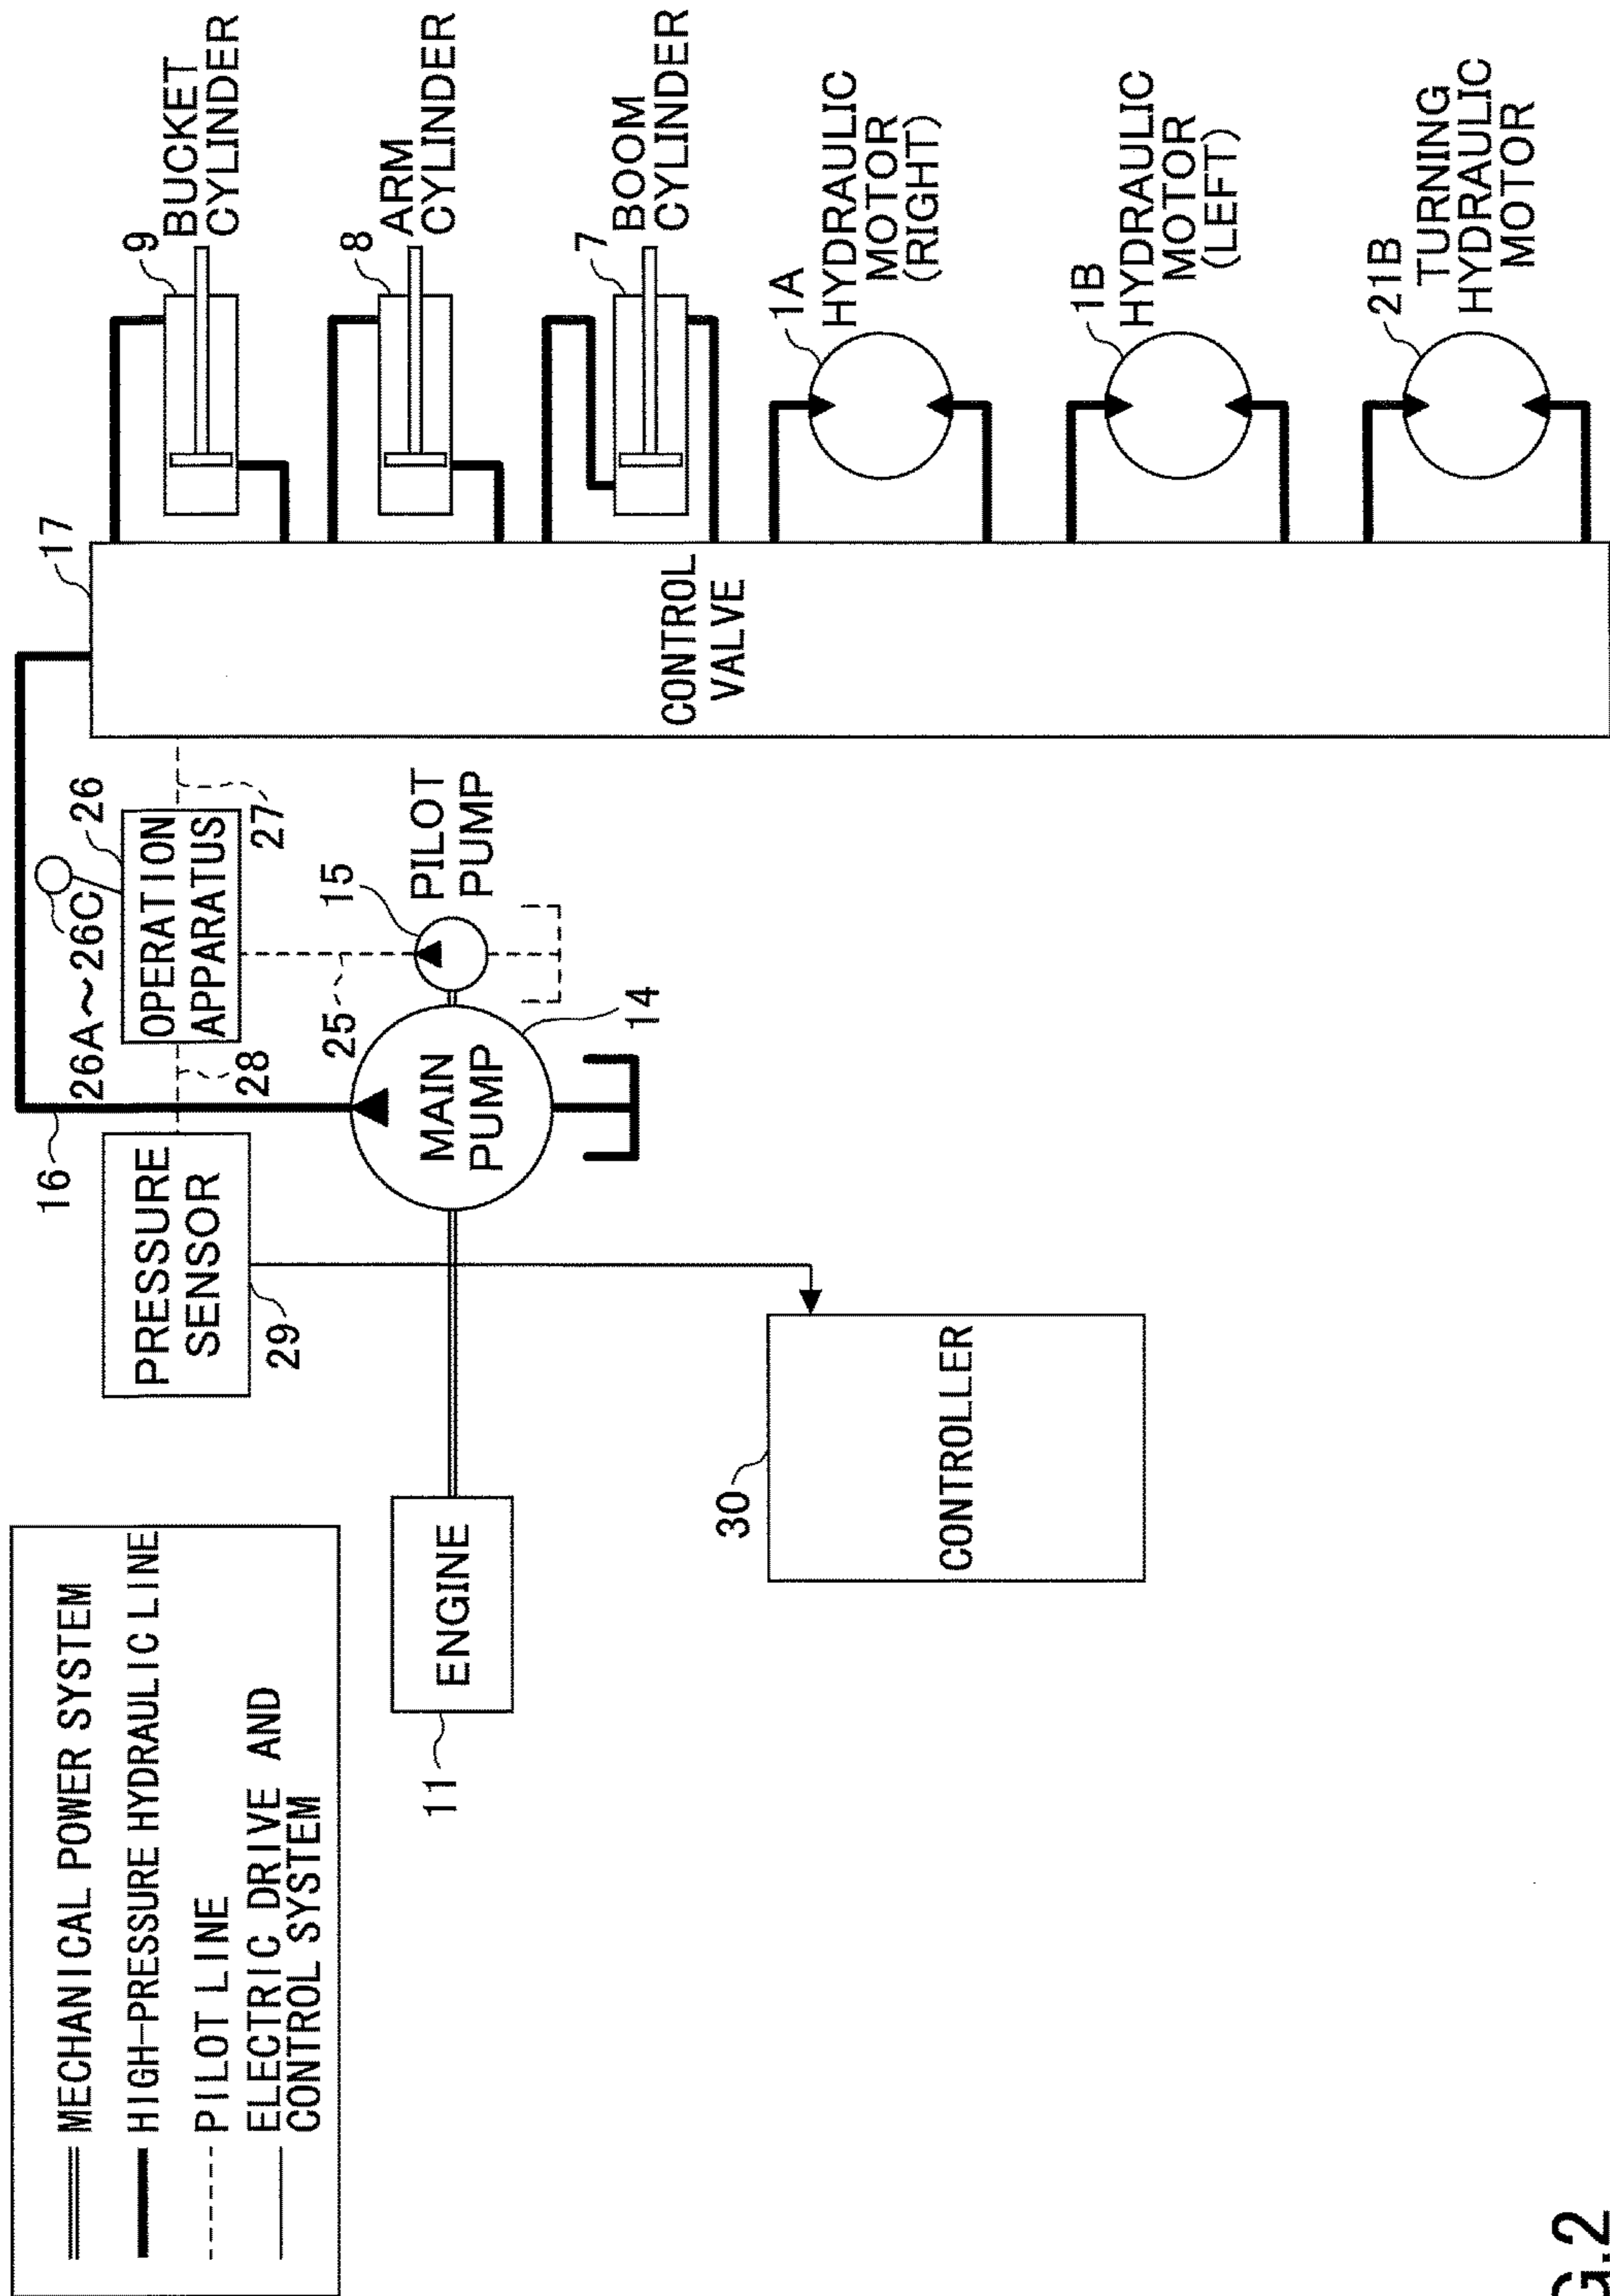 MECHANICAL POWER SYSTEM
HIGH-PRESSURE HYDRAULIC LINE
PILOT LINE
ELECTRIC DRIVE AND
CONTROL SYSTEM
11
ENGINE
16
PRESSURE
SENSOR
29
28
26A～26C
26
OPERATION
APPARATUS
27
25
15
PILOT
PUMP
MAIN
PUMP
14
30
CONTROLLER
17
CONTROL
VALVE
9
BUCKET
CYLINDER
8
ARM
CYLINDER
7
BOOM
CYLINDER
1A
HYDRAULIC
MOTOR
(RIGHT)
1B
HYDRAULIC
MOTOR
(LEFT)
21B
TURNING
HYDRAULIC
MOTOR
G.2